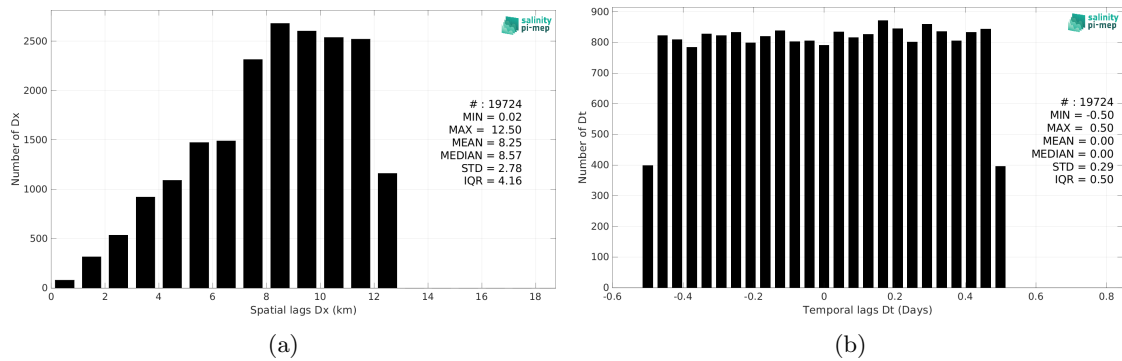 salinity
pi-mep
2500
2000
1500
1000
500
0
Number of Dx
# : 19724
MIN = 0.02
MAX = 12.50
MEAN = 8.25
MEDIAN = 8.57
STD = 2.78
IQR = 4.16
0 2 4 6 8 10 12 14 16 18
Spatial lags Dx (km)
(a)
salinity
pi-mep
900
800
700
600
500
400
300
200
100
0
Number of Dt
# : 19724
MIN = -0.50
MAX = 0.50
MEAN = 0.00
MEDIAN = 0.00
STD = 0.29
IQR = 0.50
-0.6 -0.4 -0.2 0 0.2 0.4 0.6 0.8
Temporal lags Dt (Days)
(b)